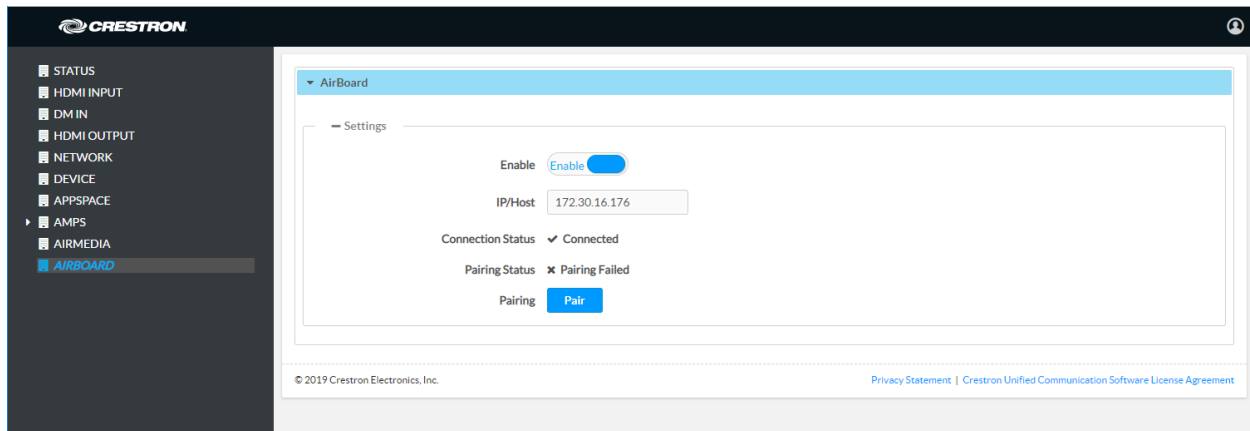 CRESTRON.
STATUS
HDMI INPUT
DM IN
HDMI OUTPUT
NETWORK
DEVICE
APPSPACE
AMPS
AIRMEDIA
AIRBOARD
AirBoard
Settings
Enable Enable
IP/Host 172.30.16.176
Connection Status Connected
Pairing Status Pairing Failed
Pairing Pair
© 2019 Crestron Electronics, Inc. Privacy Statement | Crestron Unified Communication Software License Agreement